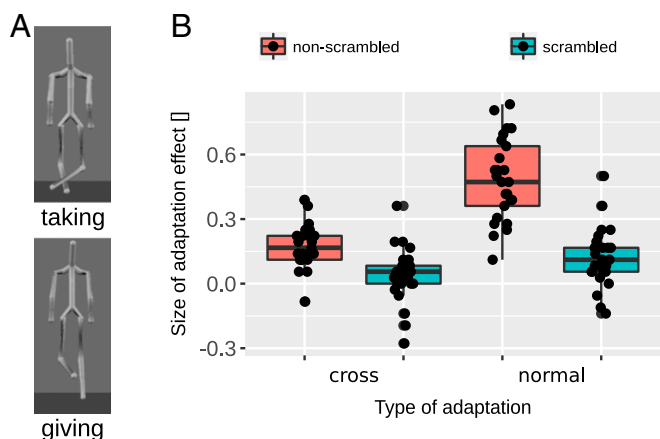 A
taking
giving
B
non-scrambled
scrambled
Size of adaptation effect []
0.6
0.3
0.0
-0.3
cross
normal
Type of adaptation